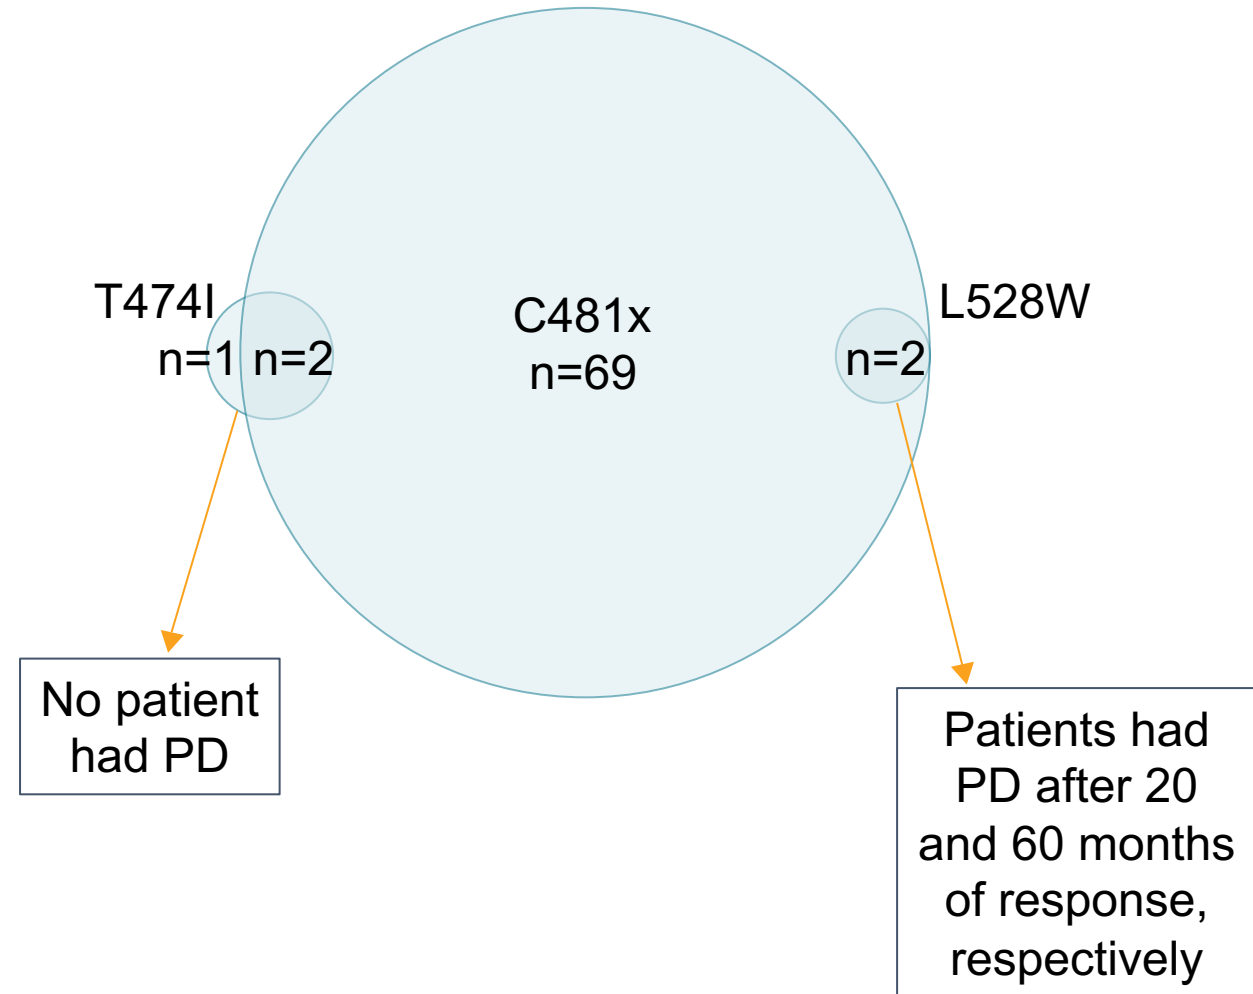 T474I
n=1 n=2
C481x
n=69
L528W
n=2
No patient
had PD
Patients had
PD after 20
and 60 months
of response,
respectively